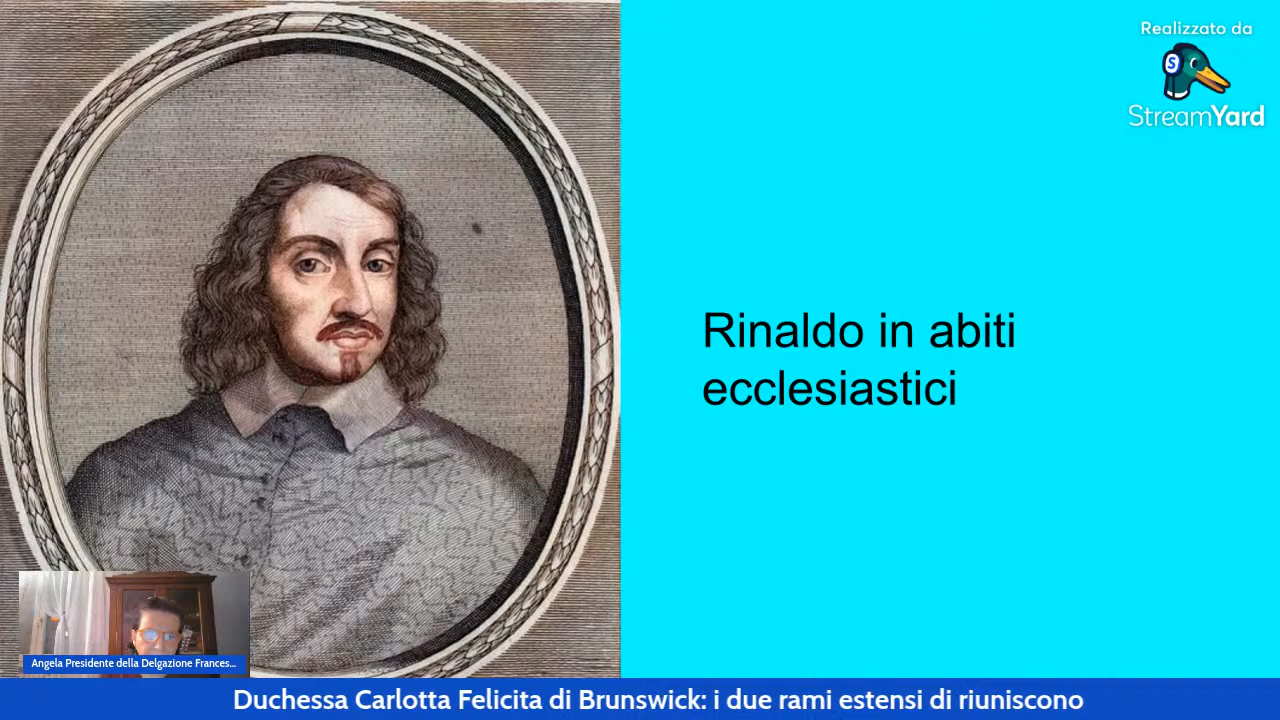 Realizzato da
S
StreamYard
Rinaldo in abiti
ecclesiastici
Angela Presidente della Delgazione Frances...
Duchessa Carlotta Felicita di Brunswick: i due rami estensi di riuniscono